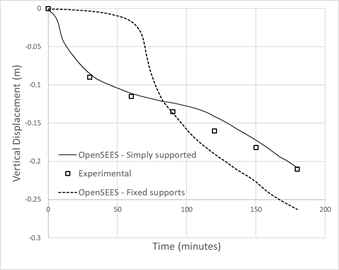 0
-0.05
-0.1
-0.15
-0.2
-0.25
-0.3
Vertical Displacement (m)
OpenSEES - Simply supported
Experimental
OpenSEES - Fixed supports
0 50 100 150 200
Time (minutes)